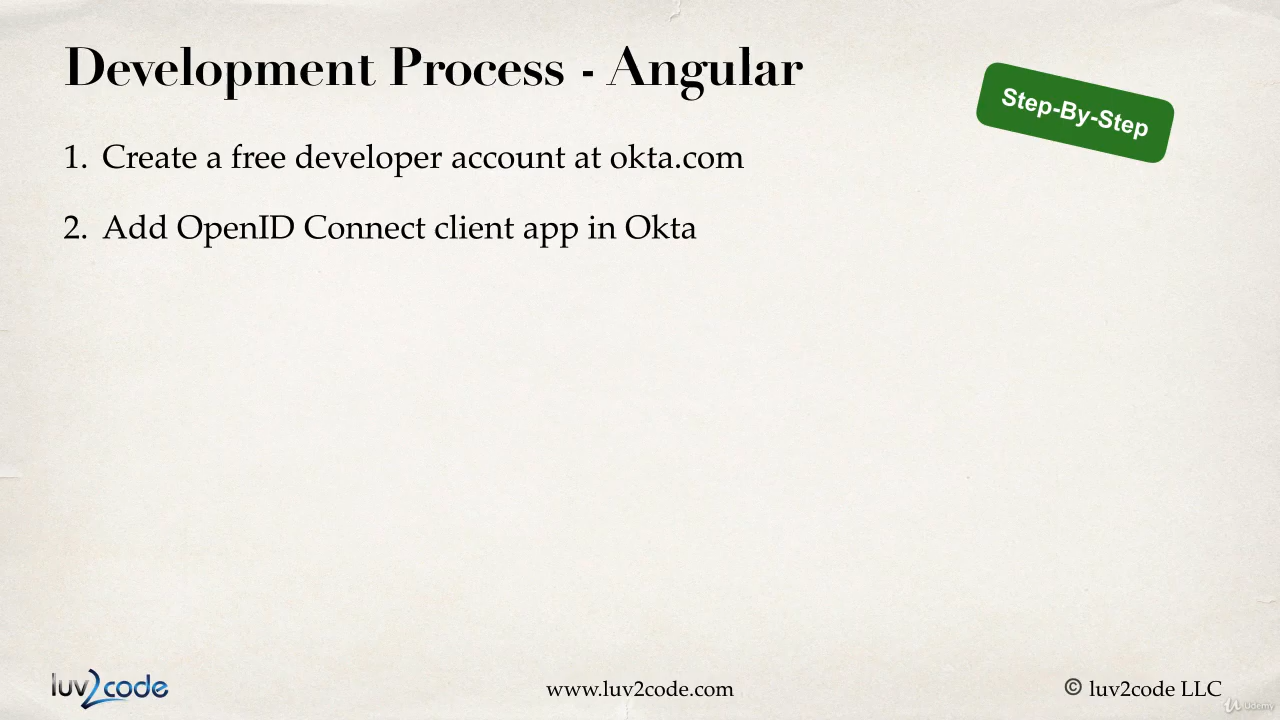 Development Process - Angular
Step-By-Step
1. Create a free developer account at okta.com
2. Add OpenID Connect client app in Okta
luv2code
www.luv2code.com
© luv2code LLC
Udemy